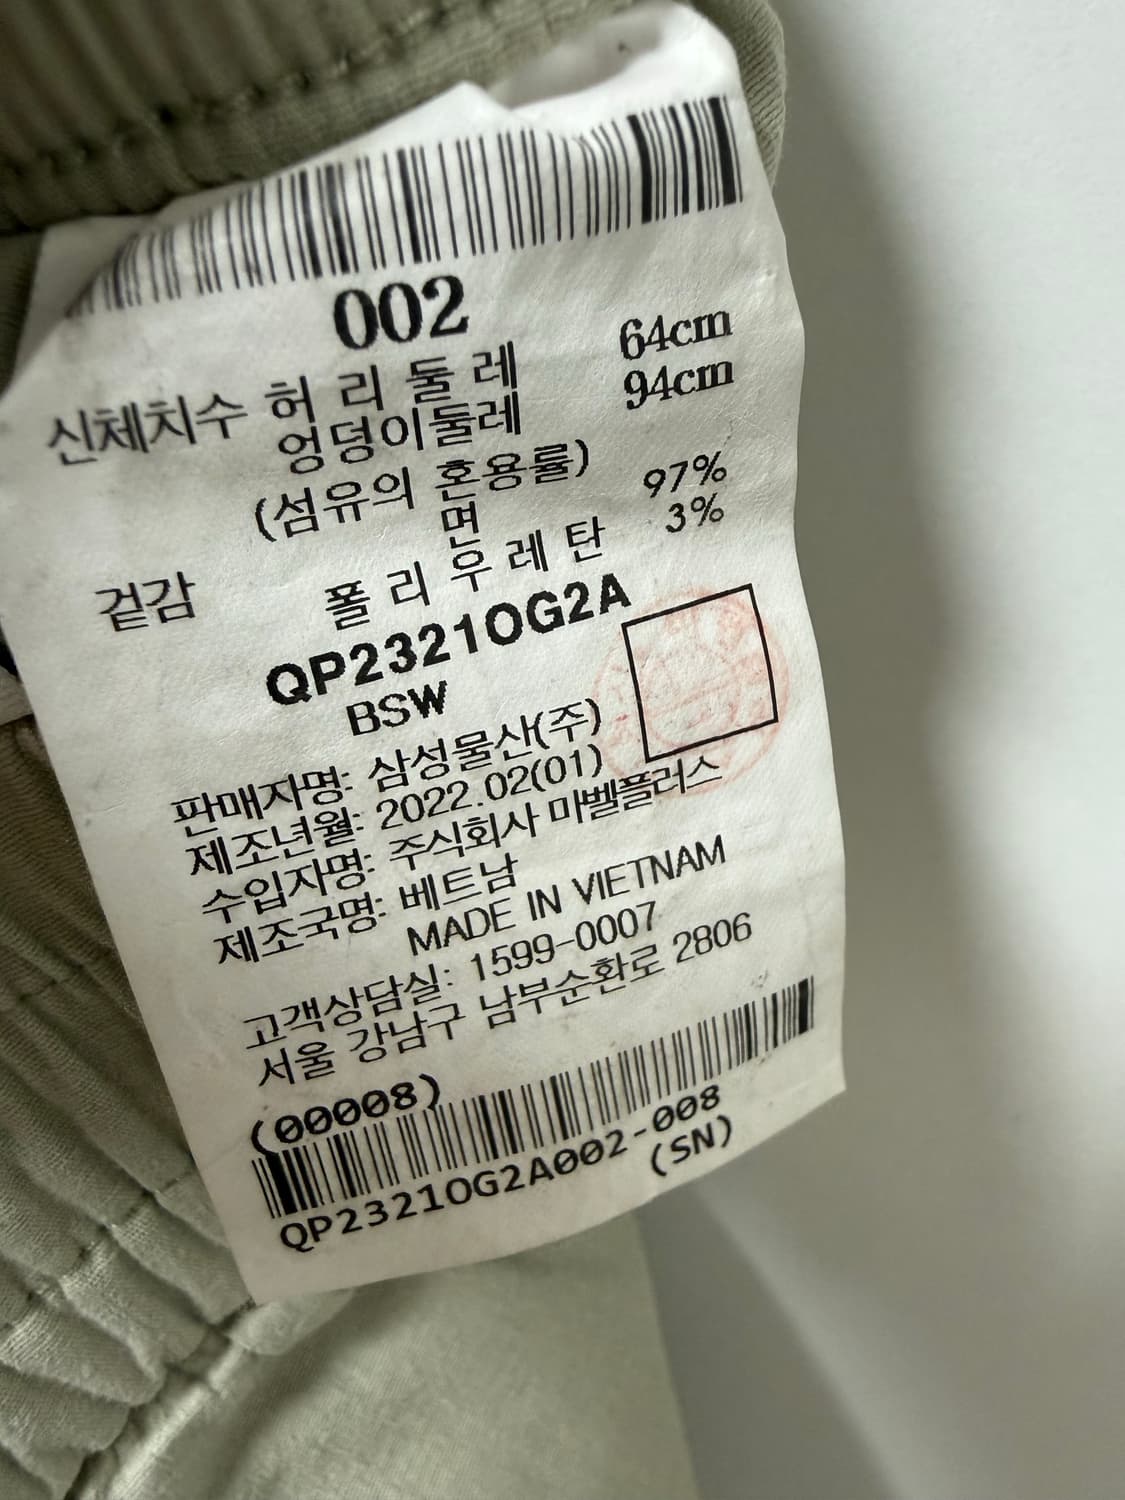 002
신체치수 허리둘레 64cm
엉덩이둘레 94cm
(섬유의 혼용률)
겉감 면 97%
폴리우레탄 3%
QP2321OG2A
BSW
판매자명: 삼성물산(주)
제조년월: 2022.02(01)
수입자명: 주식회사 마벨플러스
제조국명: 베트남
MADE IN VIETNAM
고객상담실: 1599-0007
서울 강남구 남부순환로 2806
(00008)
QP2321OG2A002-008
(SN)